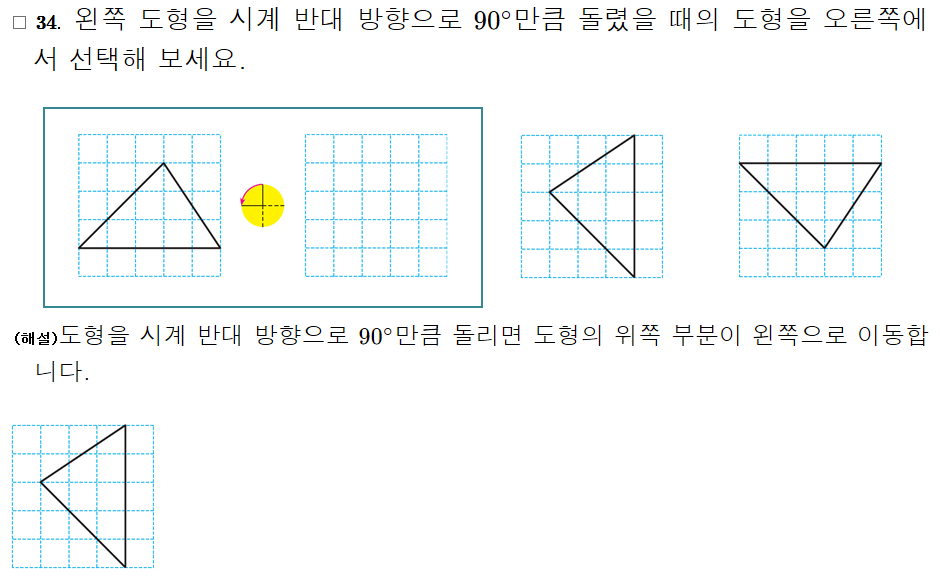 □ 34. 왼쪽 도형을 시계 반대 방향으로 90°만큼 돌렸을 때의 도형을 오른쪽에
서 선택해 보세요.
(해설)도형을 시계 반대 방향으로 90°만큼 돌리면 도형의 위쪽 부분이 왼쪽으로 이동합
니다.